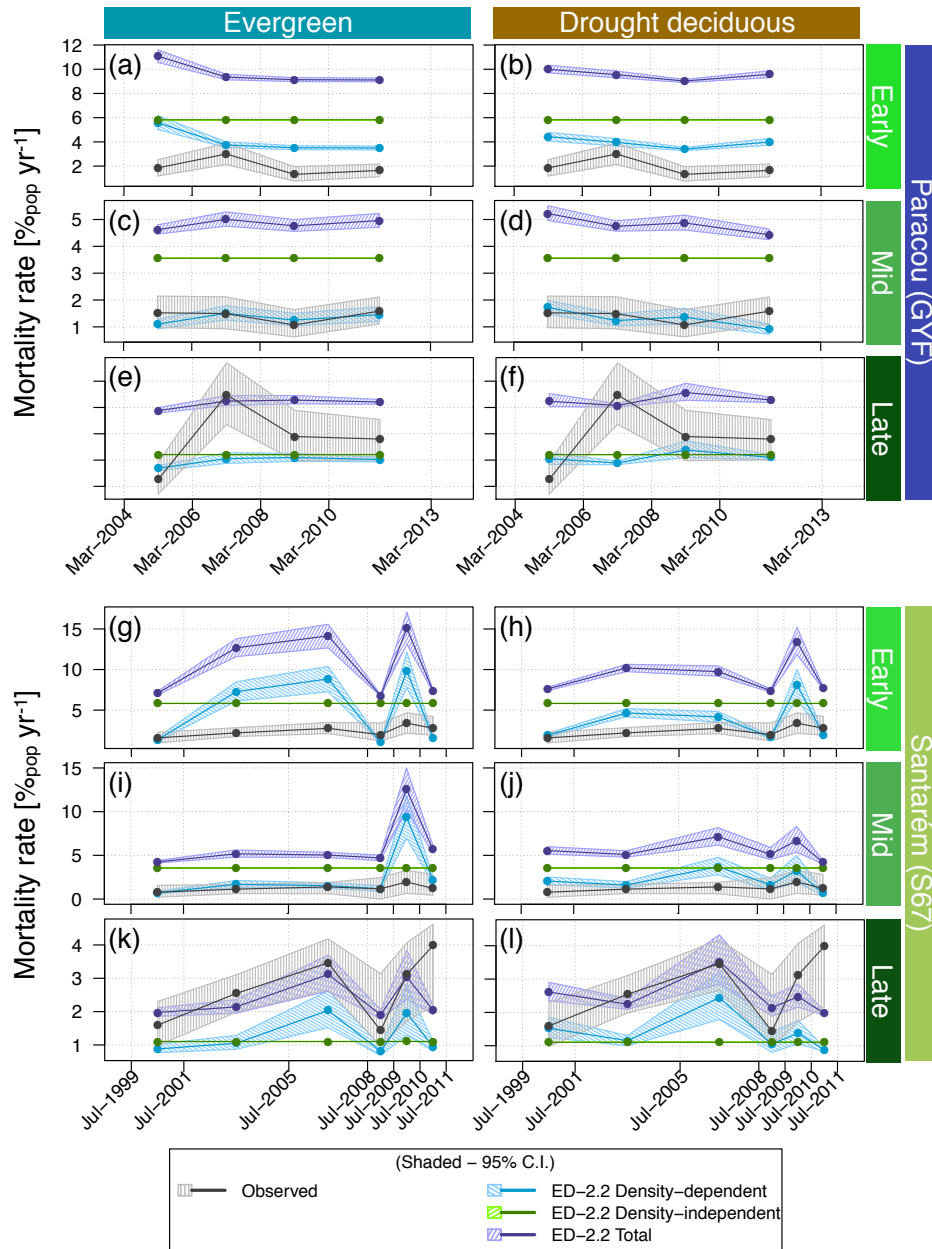 Evergreen
Drought deciduous
Mortality rate [%pop yr-1]
(a)
12
10
8
6
4
2
(b)
Early
(c)
5
4
3
2
1
(d)
Mid
(e)
(f)
Late
Paracou (GYF)
Mar-2004
Mar-2006
Mar-2008
Mar-2010
Mar-2013
Mar-2004
Mar-2006
Mar-2008
Mar-2010
Mar-2013
Mortality rate [%pop yr-1]
(g)
15
10
5
(h)
Early
(i)
15
10
5
0
(j)
Mid
(k)
4
3
2
1
(l)
Late
Santarém (S67)
Jul-1999
Jul-2001
Jul-2005
Jul-2008
Jul-2009
Jul-2010
Jul-2011
Jul-1999
Jul-2001
Jul-2005
Jul-2008
Jul-2009
Jul-2010
Jul-2011
(Shaded - 95% C.I.)
Observed
ED-2.2 Density-dependent
ED-2.2 Density-independent
ED-2.2 Total